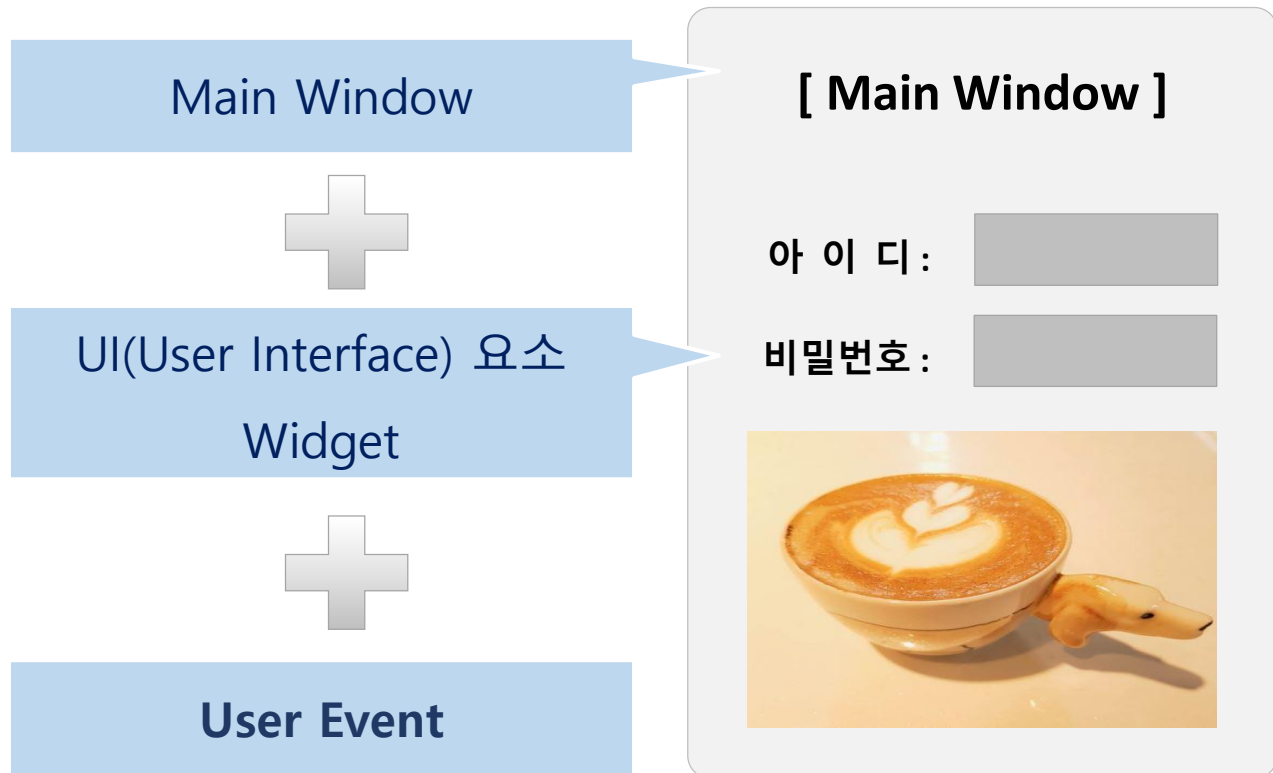 Main Window
UI(User Interface) 요소
Widget
User Event
[ Main Window ]
아 이 디 :
비밀번호 :